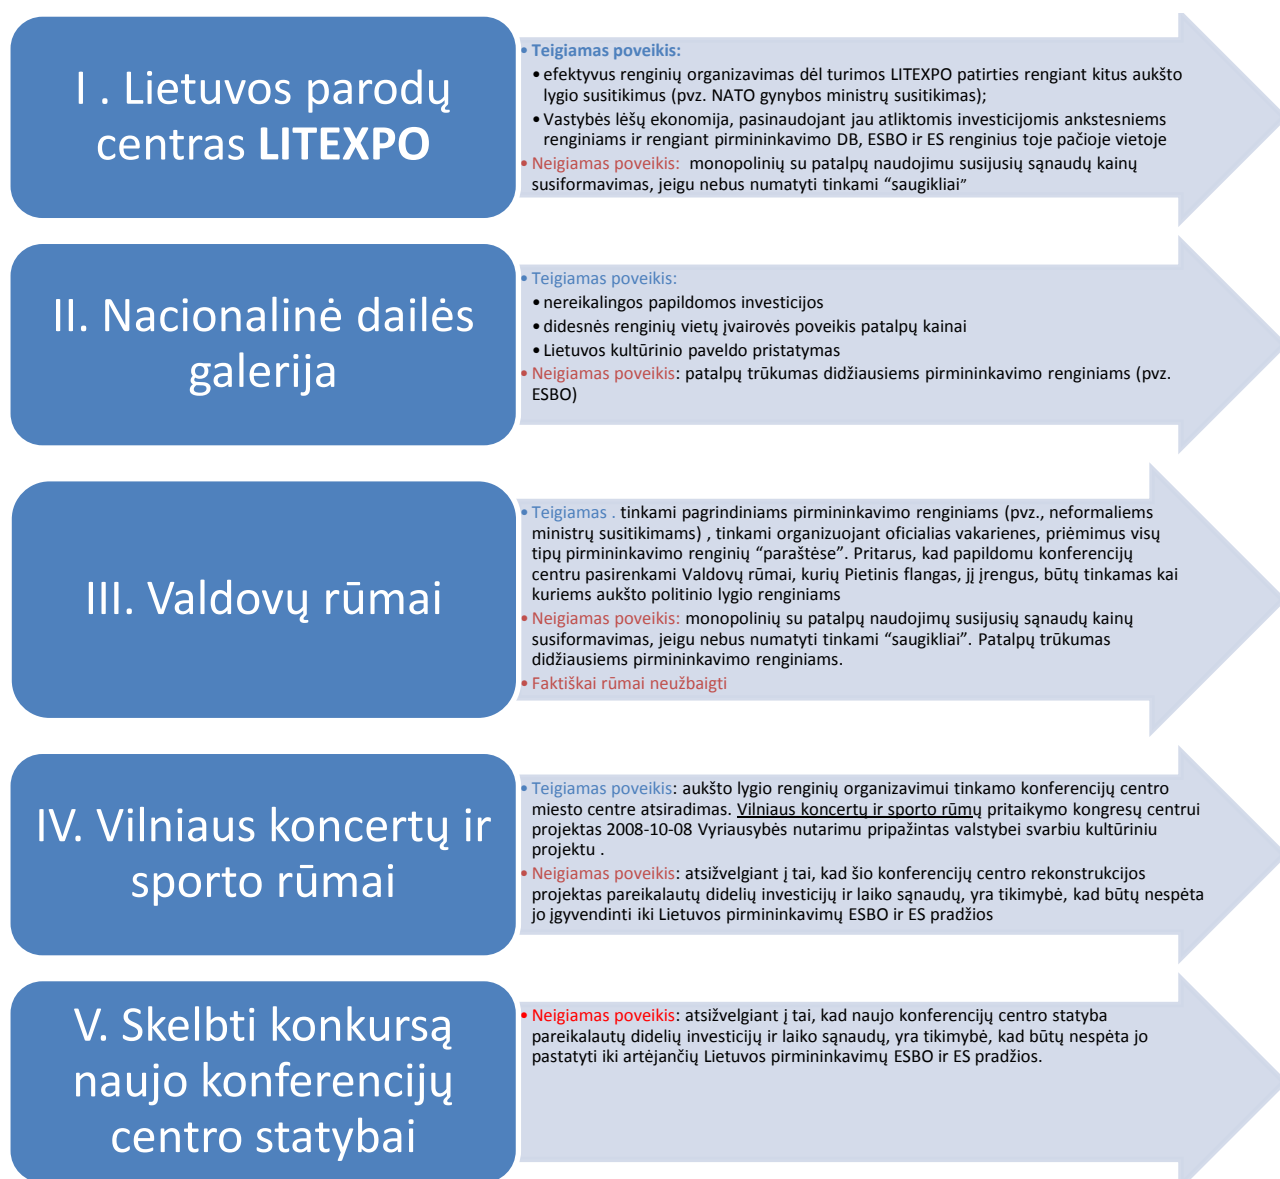 I . Lietuvos parodų
centras LITEXPO
• Teigiamas poveikis:
• efektyvus renginių organizavimas dėl turimos LITEXPO patirties rengiant kitus aukšto
lygio susitikimus (pvz. NATO gynybos ministrų susitikimas);
• Vastybės lėšų ekonomija, pasinaudojant jau atliktomis investicijomis ankstesniems
renginiams ir rengiant pirmininkavimo DB, ESBO ir ES renginius toje pačioje vietoje
• Neigiamas poveikis: monopolinių su patalpų naudojimu susijusių sąnaudų kainų
susiformavimas, jeigu nebus numatyti tinkami “saugikliai”
II. Nacionalinė dailės
galerija
• Teigiamas poveikis:
• nereikalingos papildomos investicijos
• didesnės renginių vietų įvairovės poveikis patalpų kainai
• Lietuvos kultūrinio paveldo pristatymas
• Neigiamas poveikis: patalpų trūkumas didžiausiems pirmininkavimo renginiams (pvz.
ESBO)
III. Valdovų rūmai
• Teigiamas . tinkami pagrindiniams pirmininkavimo renginiams (pvz., neformaliems
ministrų susitikimams) , tinkami organizuojant oficialias vakarienes, priėmimus visų
tipų pirmininkavimo renginių “paraštėse”. Pritarus, kad papildomu konferencijų
centru pasirenkami Valdovų rūmai, kurių Pietinis flangas, jį įrengus, būtų tinkamas kai
kuriems aukšto politinio lygio renginiams
• Neigiamas poveikis: monopolinių su patalpų naudojimų susijusių sąnaudų kainų
susiformavimas, jeigu nebus numatyti tinkami “saugikliai”. Patalpų trūkumas
didžiausiems pirmininkavimo renginiams.
• Faktiškai rūmai neužbaigti
IV. Vilniaus koncertų ir
sporto rūmai
• Teigiamas poveikis: aukšto lygio renginių organizavimui tinkamo konferencijų centro
miesto centre atsiradimas. Vilniaus koncertų ir sporto rūmų pritaikymo kongresų centrui
projektas 2008-10-08 Vyriausybės nutarimu pripažintas valstybei svarbiu kultūriniu
projektu .
• Neigiamas poveikis: atsižvelgiant į tai, kad šio konferencijų centro rekonstrukcijos
projektas pareikalautų didelių investicijų ir laiko sąnaudų, yra tikimybė, kad būtų nespėta
jo įgyvendinti iki Lietuvos pirmininkavimų ESBO ir ES pradžios
V. Skelbti konkursą
naujo konferencijų
centro statybai
• Neigiamas poveikis: atsižvelgiant į tai, kad naujo konferencijų centro statyba
pareikalautų didelių investicijų ir laiko sąnaudų, yra tikimybė, kad būtų nespėta jo
pastatyti iki artėjančių Lietuvos pirmininkavimų ESBO ir ES pradžios.